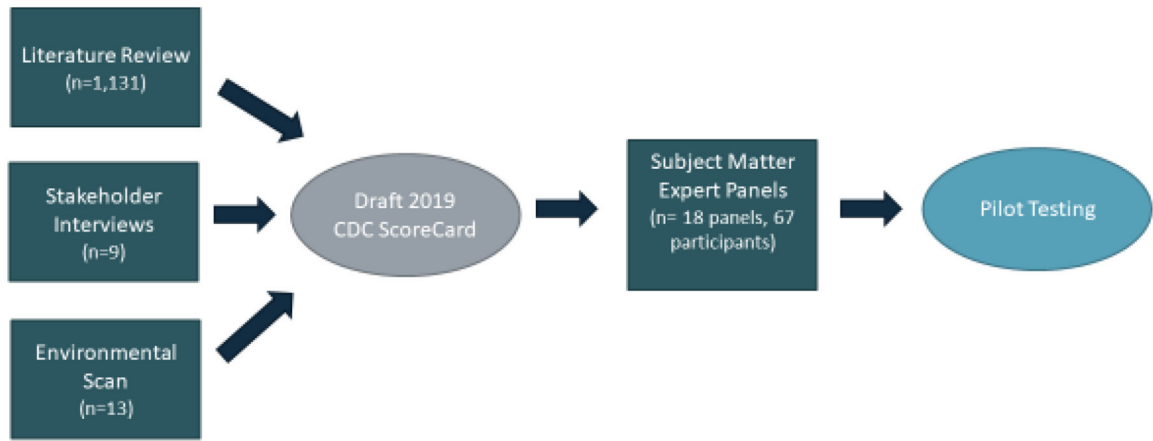 Literature Review
(n=1,131)
Stakeholder
Interviews
(n=9)
Environmental
Scan
(n=13)
Draft 2019
CDC ScoreCard
Subject Matter
Expert Panels
(n= 18 panels, 67
participants)
Pilot Testing